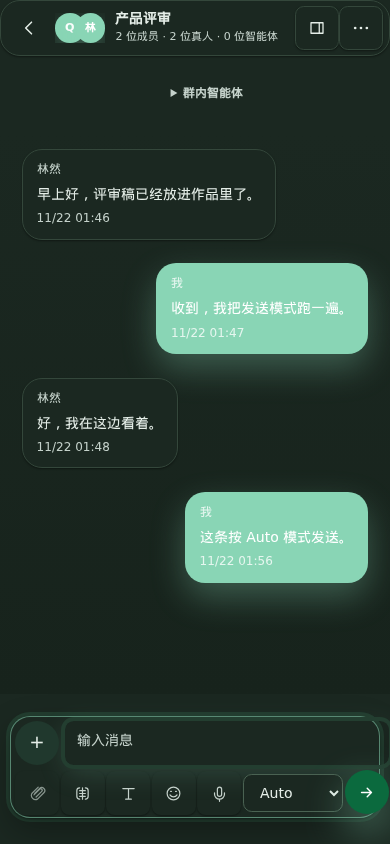 Q 林
产品评审
2 位成员 · 2 位真人 · 0 位智能体
▶ 群内智能体
林然
早上好，评审稿已经放进作品里了。
11/22 01:46
我
收到，我把发送模式跑一遍。
11/22 01:47
林然
好，我在这边看着。
11/22 01:48
我
这条按 Auto 模式发送。
11/22 01:56
输入消息
Auto